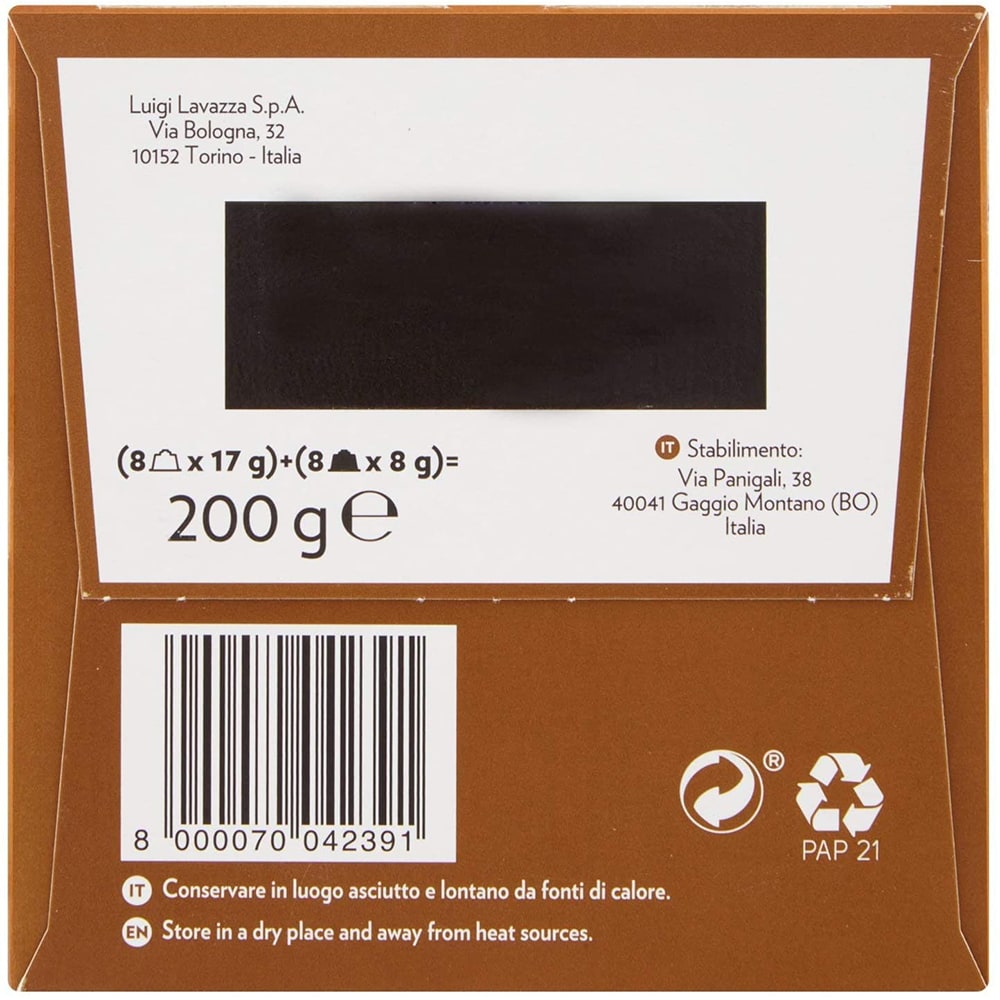 Luigi Lavazza S.p.A.
Via Bologna, 32
10152 Torino - Italia
(8 x 17 g)+(8 x 8 g)=
200 g ℮
IT Stabilimento:
Via Panigali, 38
40041 Gaggio Montano (BO)
Italia
8 000070 042391
®
PAP 21
IT Conservare in luogo asciutto e lontano da fonti di calore.
EN Store in a dry place and away from heat sources.